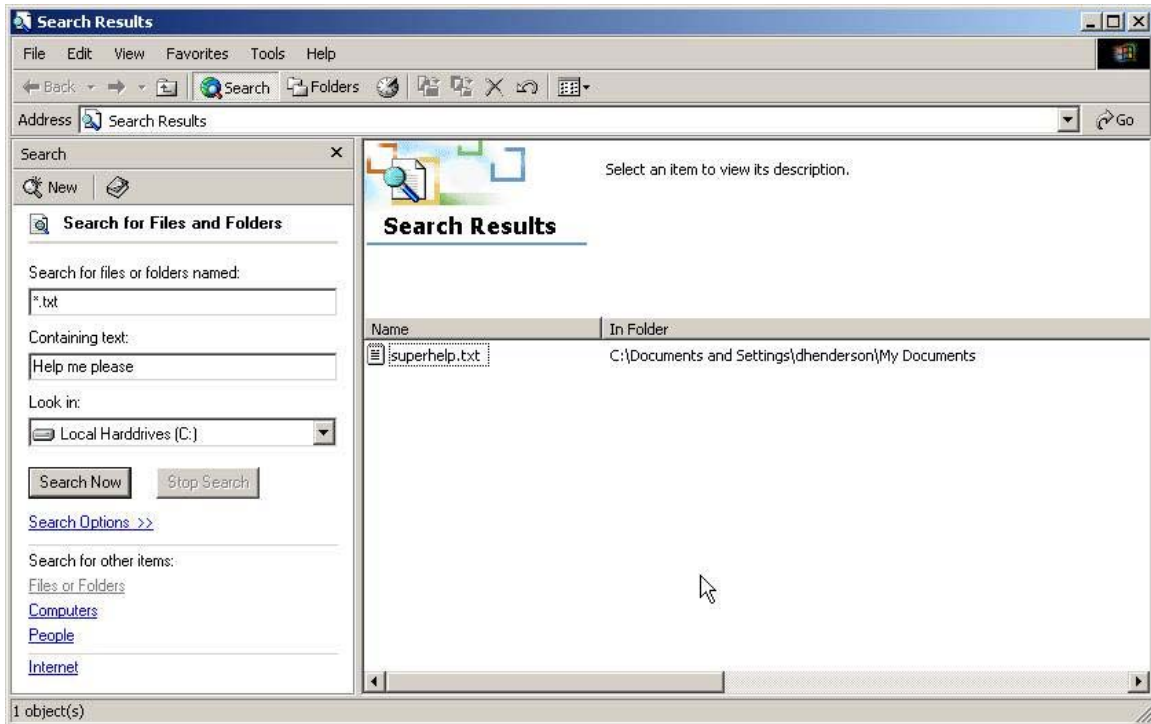 Search Results
File Edit View Favorites Tools Help
Back Search Folders
Address Search Results Go
Search
New
Search for Files and Folders
Search for files or folders named:
*.txt
Containing text:
Help me please
Look in:
Local Harddrives (C:)
Search Now Stop Search
Search Options >>
Search for other items:
Files or Folders
Computers
People
Internet
Select an item to view its description.
Search Results
Name In Folder
superhelp.txt C:\Documents and Settings\dhenderson\My Documents
1 object(s)